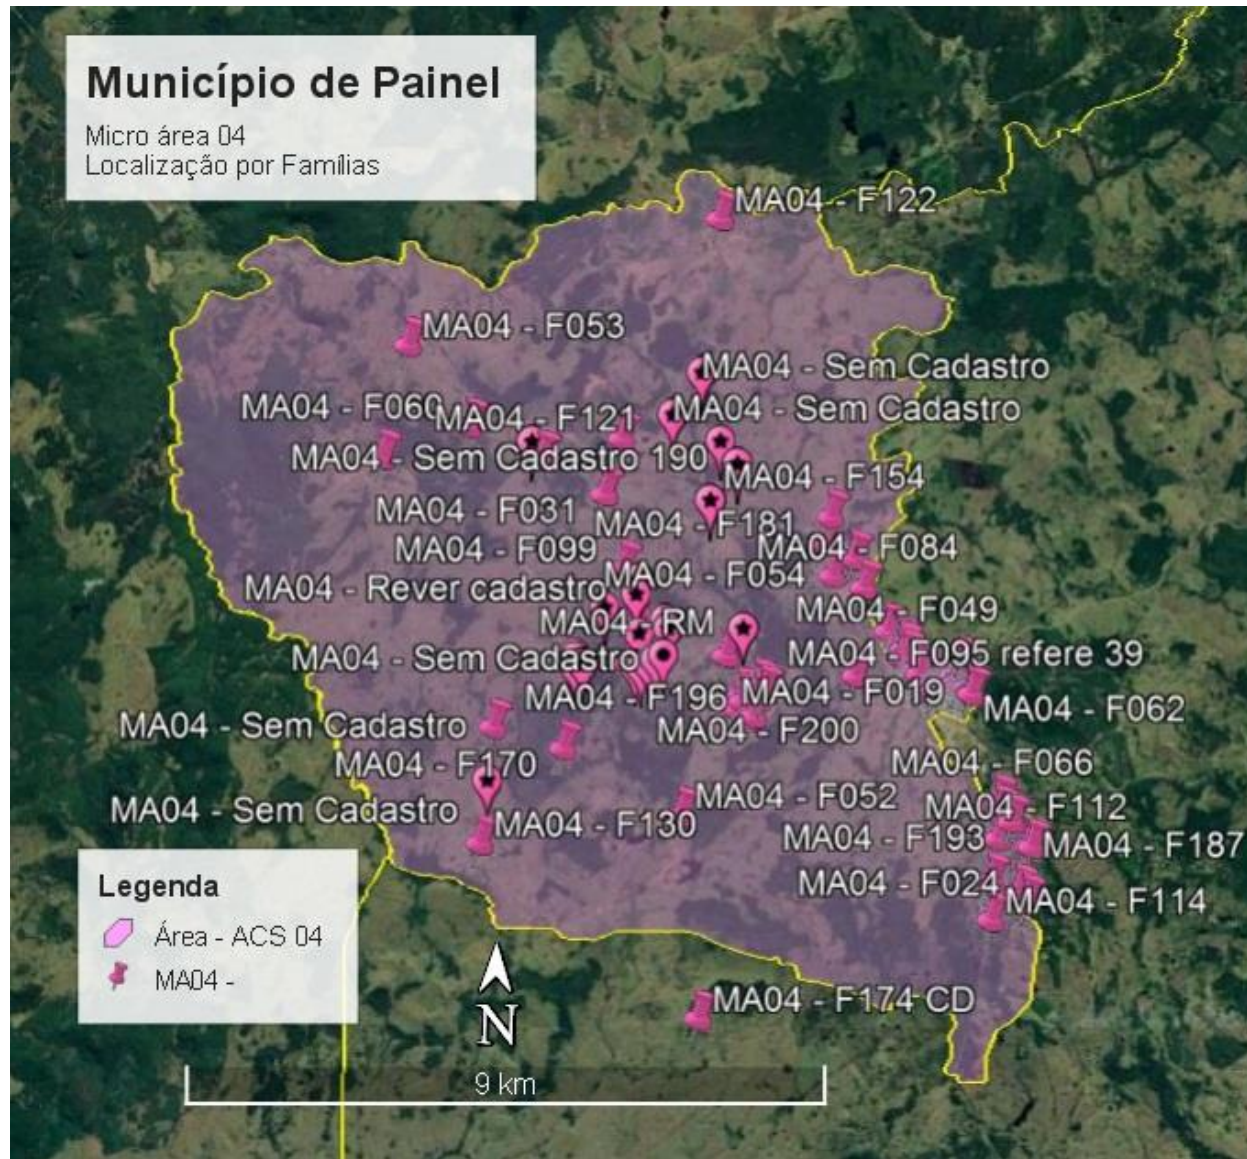 Município de Painel
Micro área 04
Localização por Famílias
MA04 - F122
MA04 - F053
MA04 - Sem Cadastro
MA04 - F060
MA04 - F121
MA04 - Sem Cadastro
MA04 - Sem Cadastro 190
MA04 - F154
MA04 - F031
MA04 - F181
MA04 - F099
MA04 - F084
MA04 - Rever cadastro
MA04 - F054
MA04 - F049
MA04 - RM
MA04 - Sem Cadastro
MA04 - F095 refere 39
MA04 - F196
MA04 - F019
MA04 - F062
MA04 - Sem Cadastro
MA04 - F200
MA04 - F170
MA04 - F066
MA04 - Sem Cadastro
MA04 - F052
MA04 - F112
MA04 - F130
MA04 - F193
MA04 - F187
MA04 - F024
MA04 - F114
Legenda
Área - ACS 04
MA04 -
MA04 - F174 CD
N
9 km